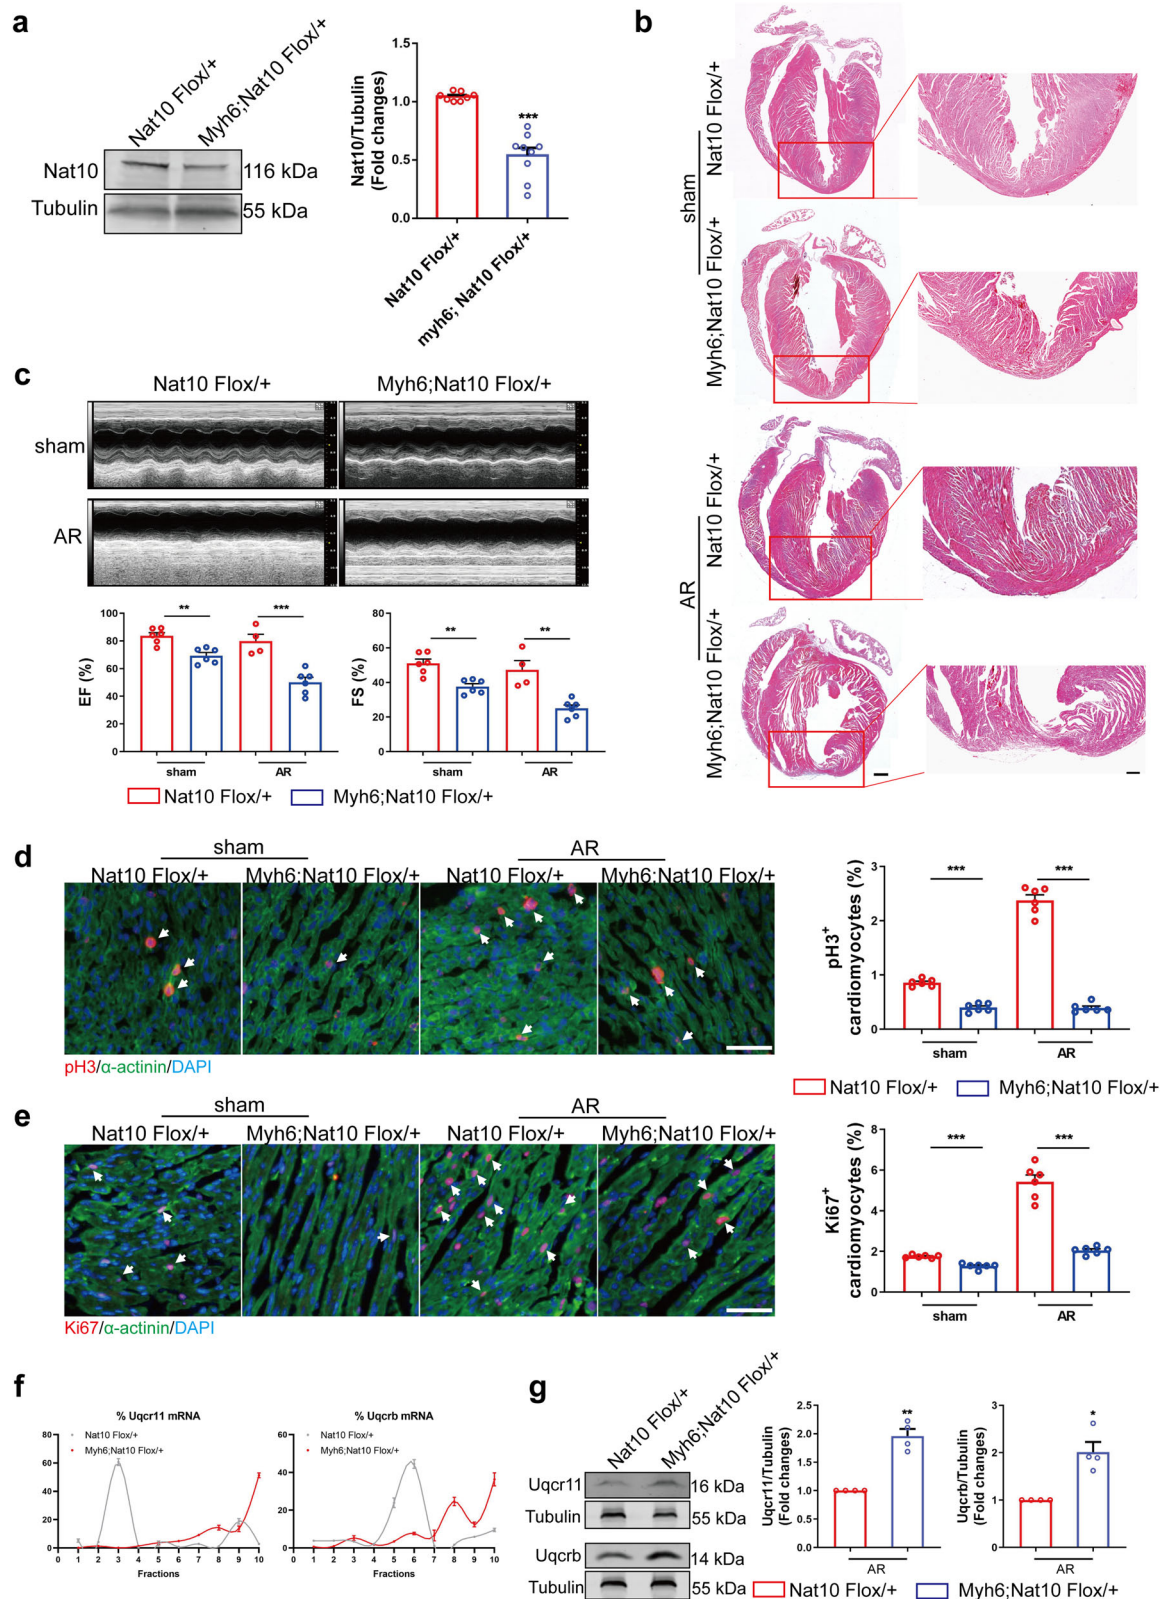 a
Nat10 Flox/+
Myh6;Nat10 Flox/+
Nat10
116 kDa
Tubulin
55 kDa
Nat10/Tubulin
(Fold changes)
1.5
1.0
0.5
0.0
***
Nat10 Flox/+
myh6; Nat10 Flox/+
b
sham
Nat10 Flox/+
Myh6;Nat10 Flox/+
AR
Nat10 Flox/+
Myh6;Nat10 Flox/+
c
Nat10 Flox/+
Myh6;Nat10 Flox/+
sham
AR
EF (%)
100
80
60
40
20
0
**
***
sham
AR
FS (%)
80
60
40
20
0
**
**
sham
AR
Nat10 Flox/+
Myh6;Nat10 Flox/+
d
sham
AR
Nat10 Flox/+
Myh6;Nat10 Flox/+
Nat10 Flox/+
Myh6;Nat10 Flox/+
pH3/α-actinin/DAPI
pH3+
cardiomyocytes (%)
3
2
1
0
***
***
sham
AR
Nat10 Flox/+
Myh6;Nat10 Flox/+
e
sham
AR
Nat10 Flox/+
Myh6;Nat10 Flox/+
Nat10 Flox/+
Myh6;Nat10 Flox/+
Ki67/α-actinin/DAPI
Ki67+
cardiomyocytes (%)
8
6
4
2
0
***
***
sham
AR
f
% Uqcr11 mRNA
Nat10 Flox/+
Myh6;Nat10 Flox/+
80
60
40
20
0
0 1 2 3 4 5 6 7 8 9 10
Fractions
% Uqcrb mRNA
Nat10 Flox/+
Myh6;Nat10 Flox/+
60
40
20
0
0 1 2 3 4 5 6 7 8 9 10
Fractions
g
Nat10 Flox/+
Myh6;Nat10 Flox/+
Uqcr11
16 kDa
Tubulin
55 kDa
Uqcrb
14 kDa
Tubulin
55 kDa
Uqcr11/Tubulin
(Fold changes)
2.5
2.0
1.5
1.0
0.5
0.0
**
AR
Uqcrb/Tubulin
(Fold changes)
3
2
1
0
*
AR
Nat10 Flox/+
Myh6;Nat10 Flox/+